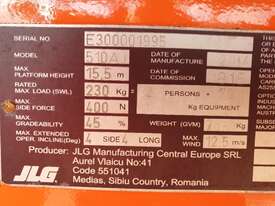 SERIAL NO E300001995
MODEL 510AJ DATE OF MANUFACTURE
MAX. PLATFORM HEIGHT 15,5 m
MAX. RATED LOAD (SWL) 230 Kg = PERSONS +
MAX. SIDE FORCE 400 N Kg EQUIPMENT
MAX. GRADEABILITY 45 % WEIGHT (GVM)
MAX. EXTENDED OPER. INCLINE(DEG) 4 SIDE 4 LONG MAX. WIND 12.5 m/s
Producer: JLG Manufacturing Central Europe SRL
Aurel Vlaicu No:41
Code 551041
JLG Medias, Sibiu Country, Romania